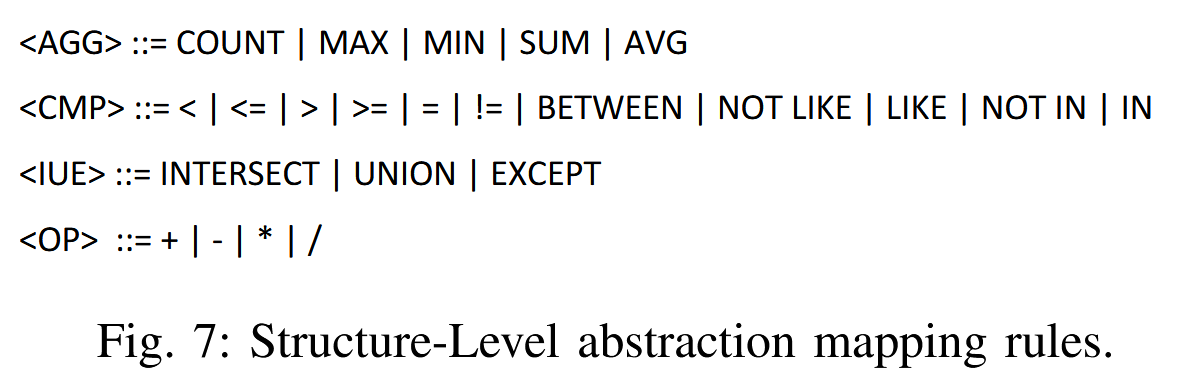 <AGG> ::= COUNT | MAX | MIN | SUM | AVG
<CMP> ::= < | <= | > | >= | = | != | BETWEEN | NOT LIKE | LIKE | NOT IN | IN
<IUE> ::= INTERSECT | UNION | EXCEPT
<OP> ::= + | - | * | /
Fig. 7: Structure-Level abstraction mapping rules.